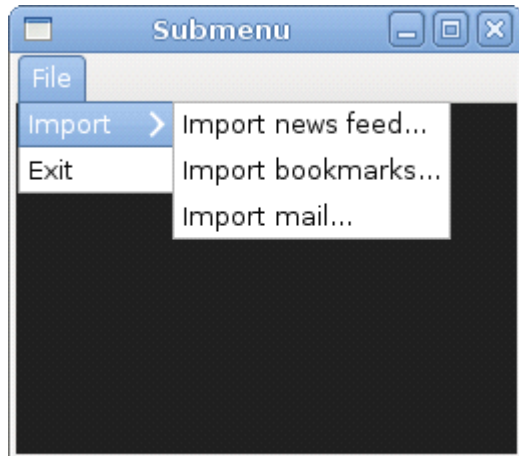 Submenu
File
Import
Import news feed...
Exit
Import bookmarks...
Import mail...